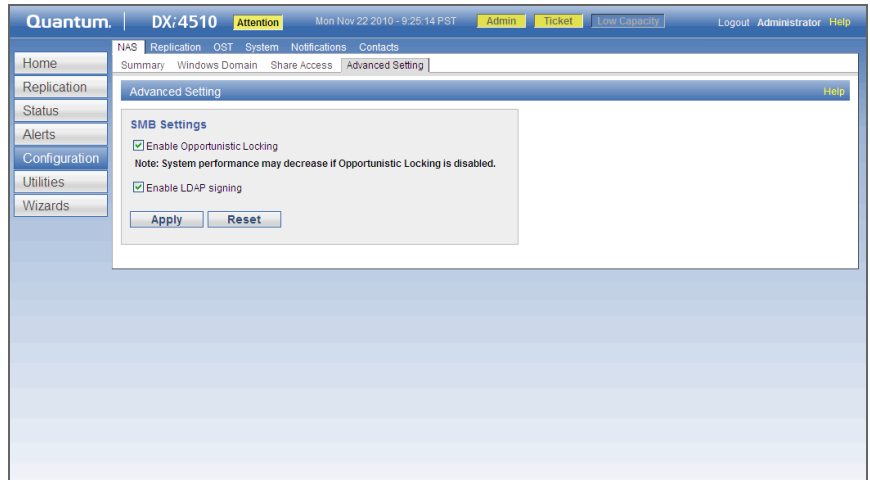 Quantum. DXi4510 Attention Mon Nov 22 2010 - 9:25:14 PST Admin Ticket Low Capacity Logout Administrator Help
NAS Replication OST System Notifications Contacts
Summary Windows Domain Share Access Advanced Setting
Home
Replication
Status
Alerts
Configuration
Utilities
Wizards
Advanced Setting Help
SMB Settings
Enable Opportunistic Locking
Note: System performance may decrease if Opportunistic Locking is disabled.
Enable LDAP signing
Apply Reset